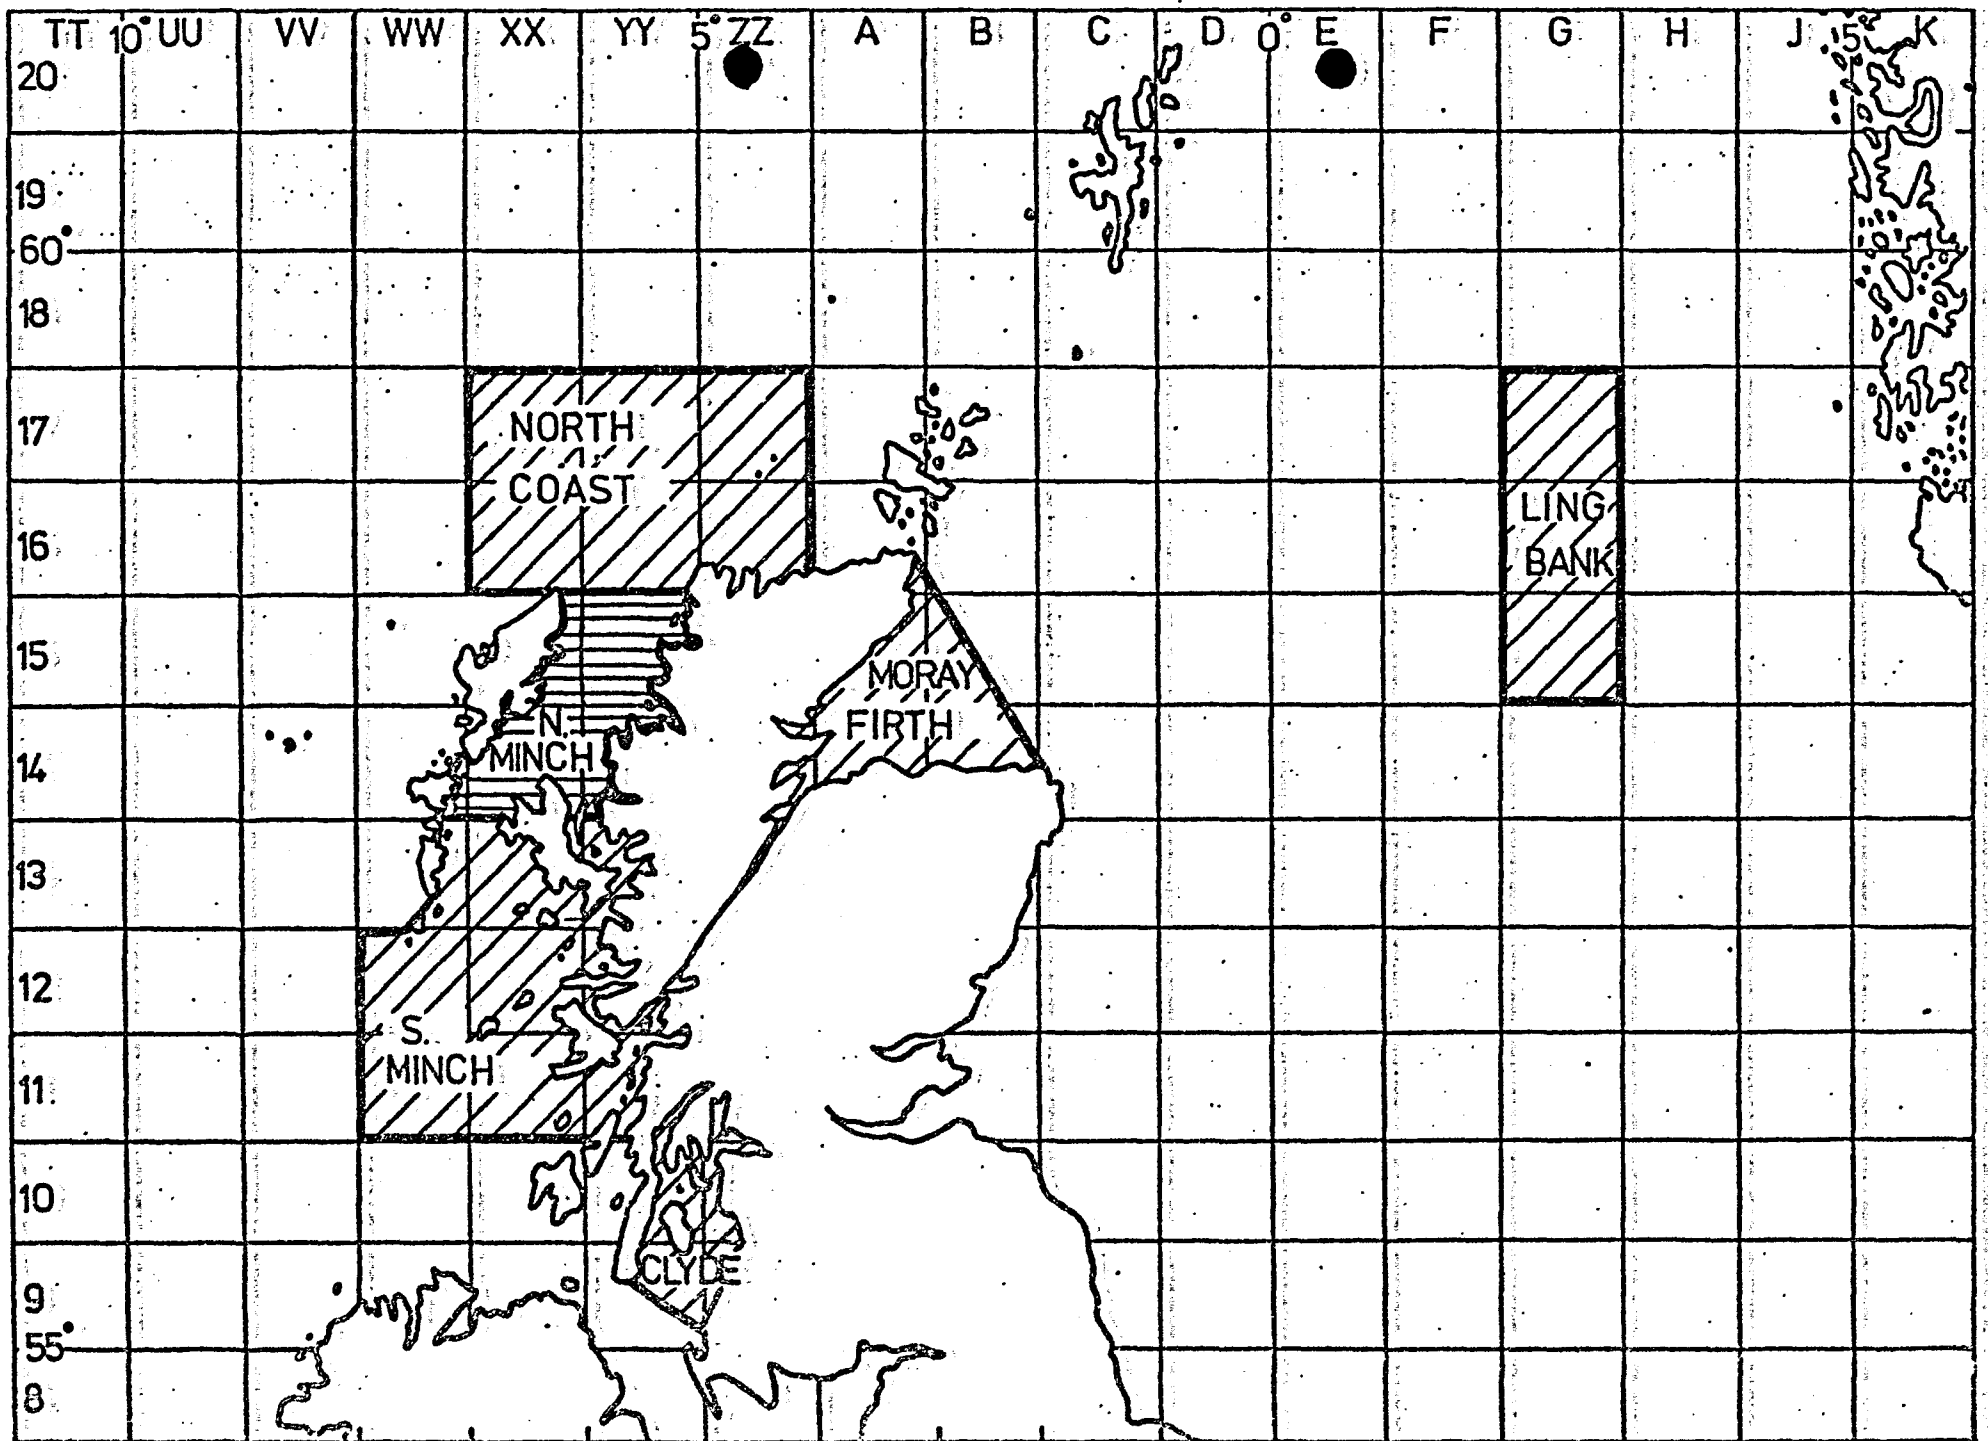 TT 10° UU VV WW XX YY 5° ZZ A B C D 0° E F G H J 5° K
20
19
60°
18
17
NORTH
COAST
16
LING
BANK
15
MORAY
FIRTH
N.
MINCH
14
13
12
S.
MINCH
11
10
CLYDE
9
55°
8